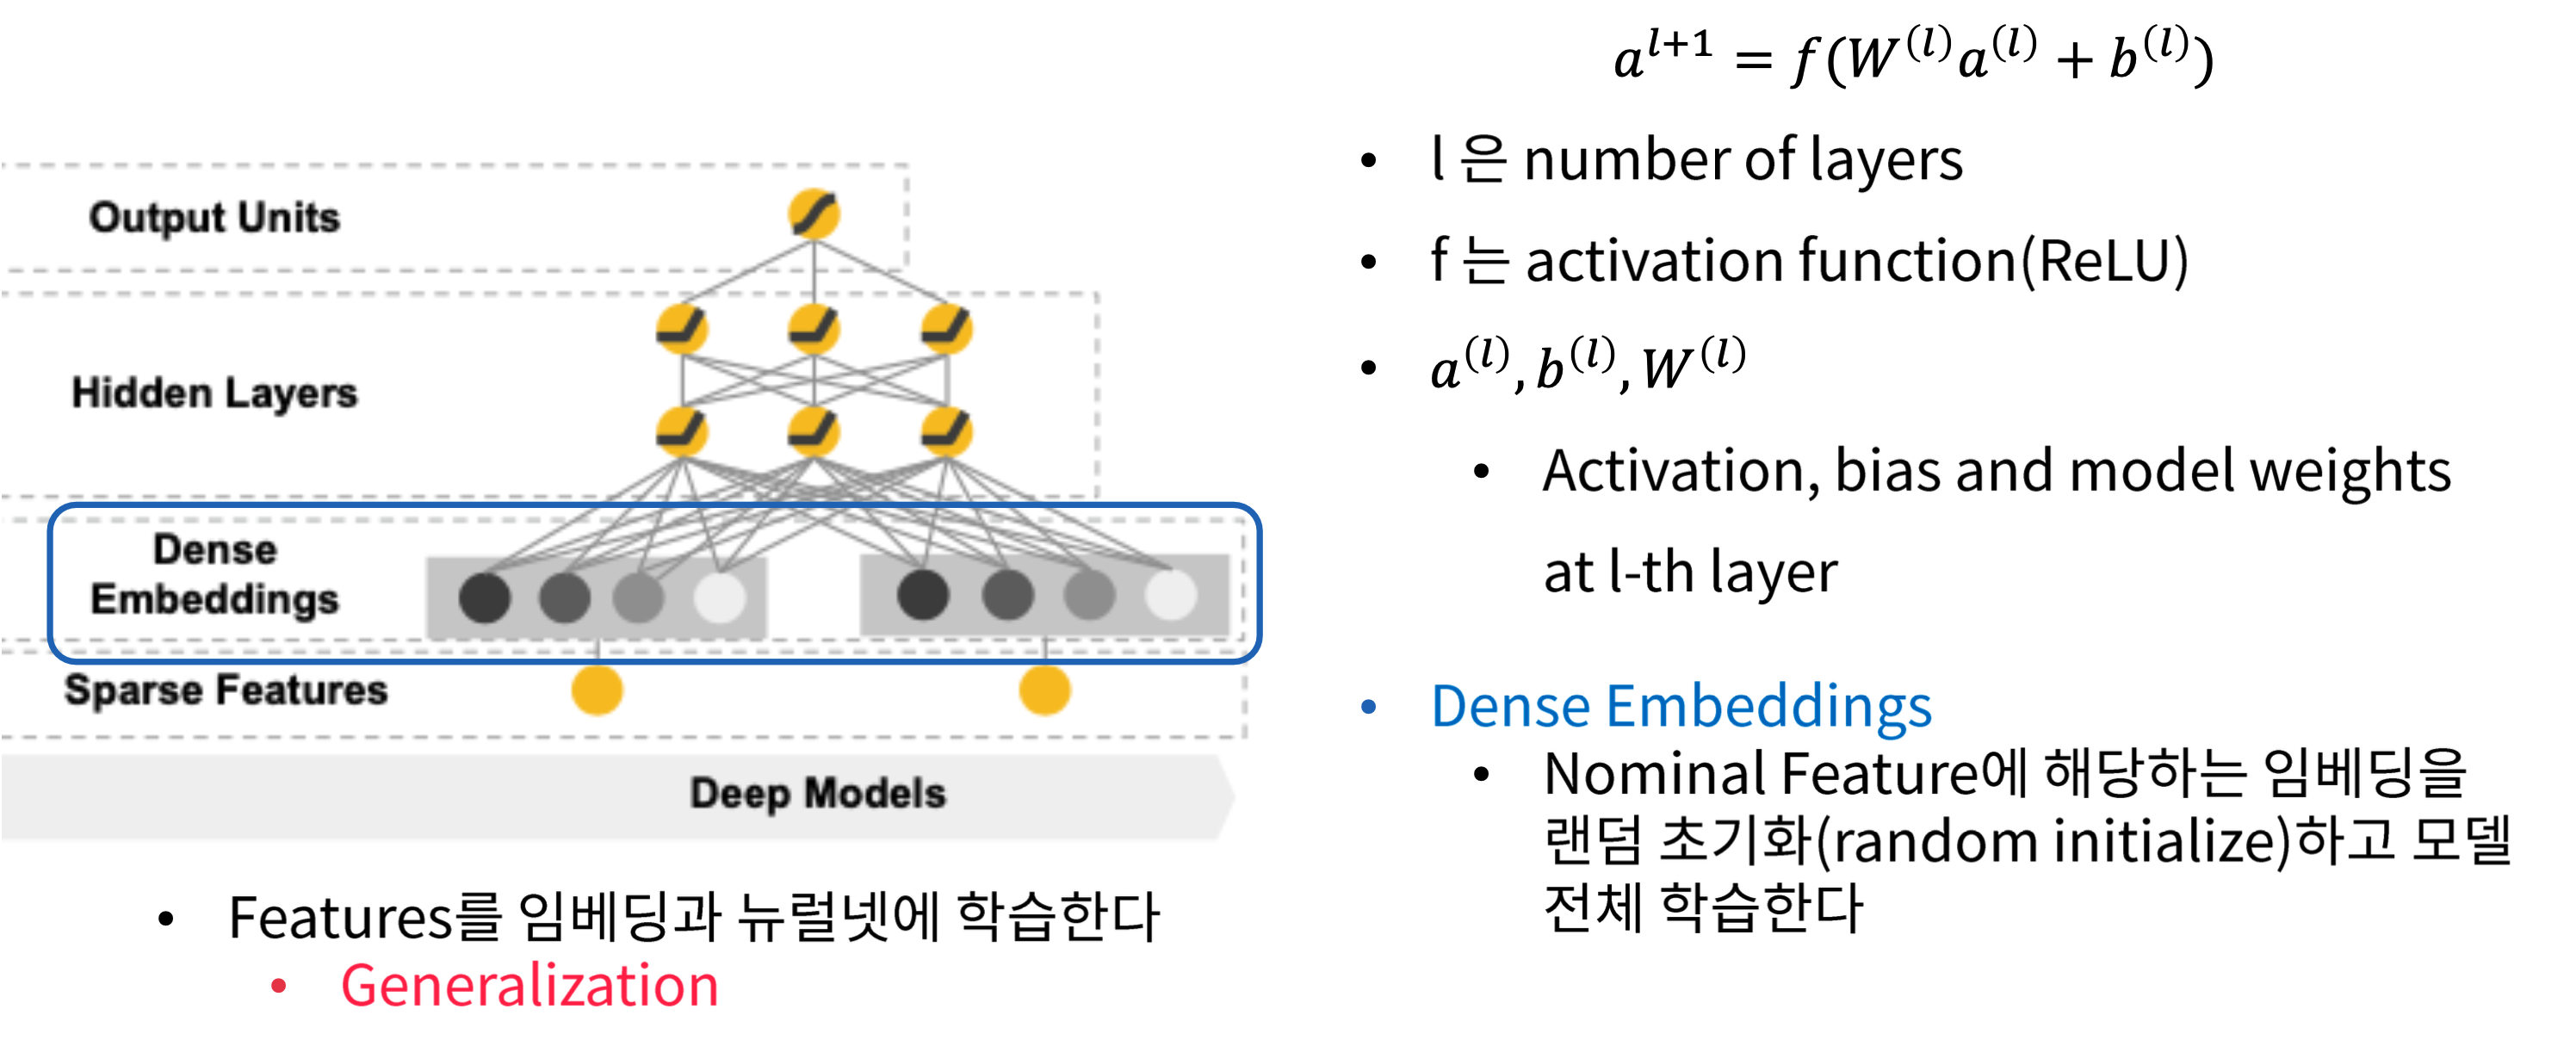 Output Units
Hidden Layers
Dense
Embeddings
Sparse Features
Deep Models
• Features를 임베딩과 뉴럴넷에 학습한다
• Generalization
a^{l+1} = f(W^{(l)}a^{(l)} + b^{(l)})
• l 은 number of layers
• f 는 activation function(ReLU)
• a^{(l)}, b^{(l)}, W^{(l)}
• Activation, bias and model weights
at l-th layer
• Dense Embeddings
• Nominal Feature에 해당하는 임베딩을
랜덤 초기화(random initialize)하고 모델
전체 학습한다